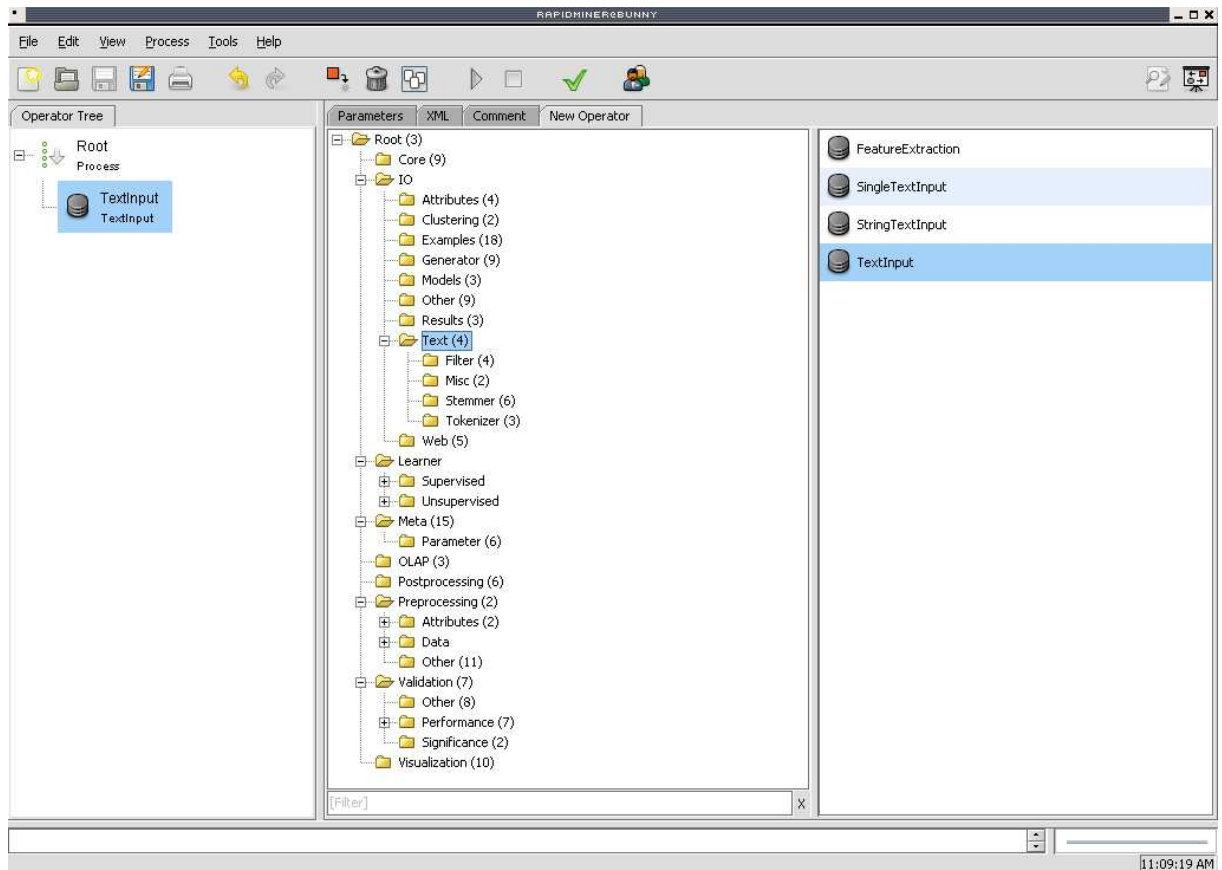 RAPIDMINER@BUNNY
File Edit View Process Tools Help
Operator Tree
Root
Process
TextInput
TextInput
Parameters XML Comment New Operator
Root (3)
Core (9)
IO
Attributes (4)
Clustering (2)
Examples (18)
Generator (9)
Models (3)
Other (9)
Results (3)
Text (4)
Filter (4)
Misc (2)
Stemmer (6)
Tokenizer (3)
Web (5)
Learner
Supervised
Unsupervised
Meta (15)
Parameter (6)
OLAP (3)
Postprocessing (6)
Preprocessing (2)
Attributes (2)
Data
Other (11)
Validation (7)
Other (8)
Performance (7)
Significance (2)
Visualization (10)
[Filter] X
FeatureExtraction
SingleTextInput
StringTextInput
TextInput
11:09:19 AM